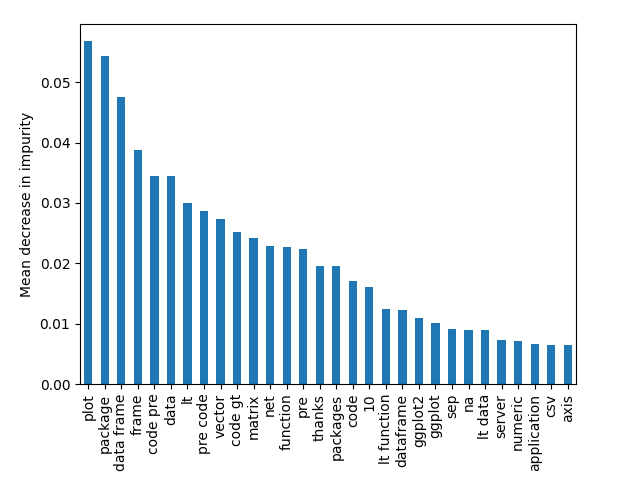 0.05
0.04
0.03
0.02
0.01
0.00
Mean decrease in impurity
plot
package
data frame
frame
code pre
data
lt
pre code
vector
code gt
matrix
net
function
pre
thanks
packages
code
10
lt function
dataframe
ggplot2
ggplot
sep
na
lt data
server
numeric
application
csv
axis